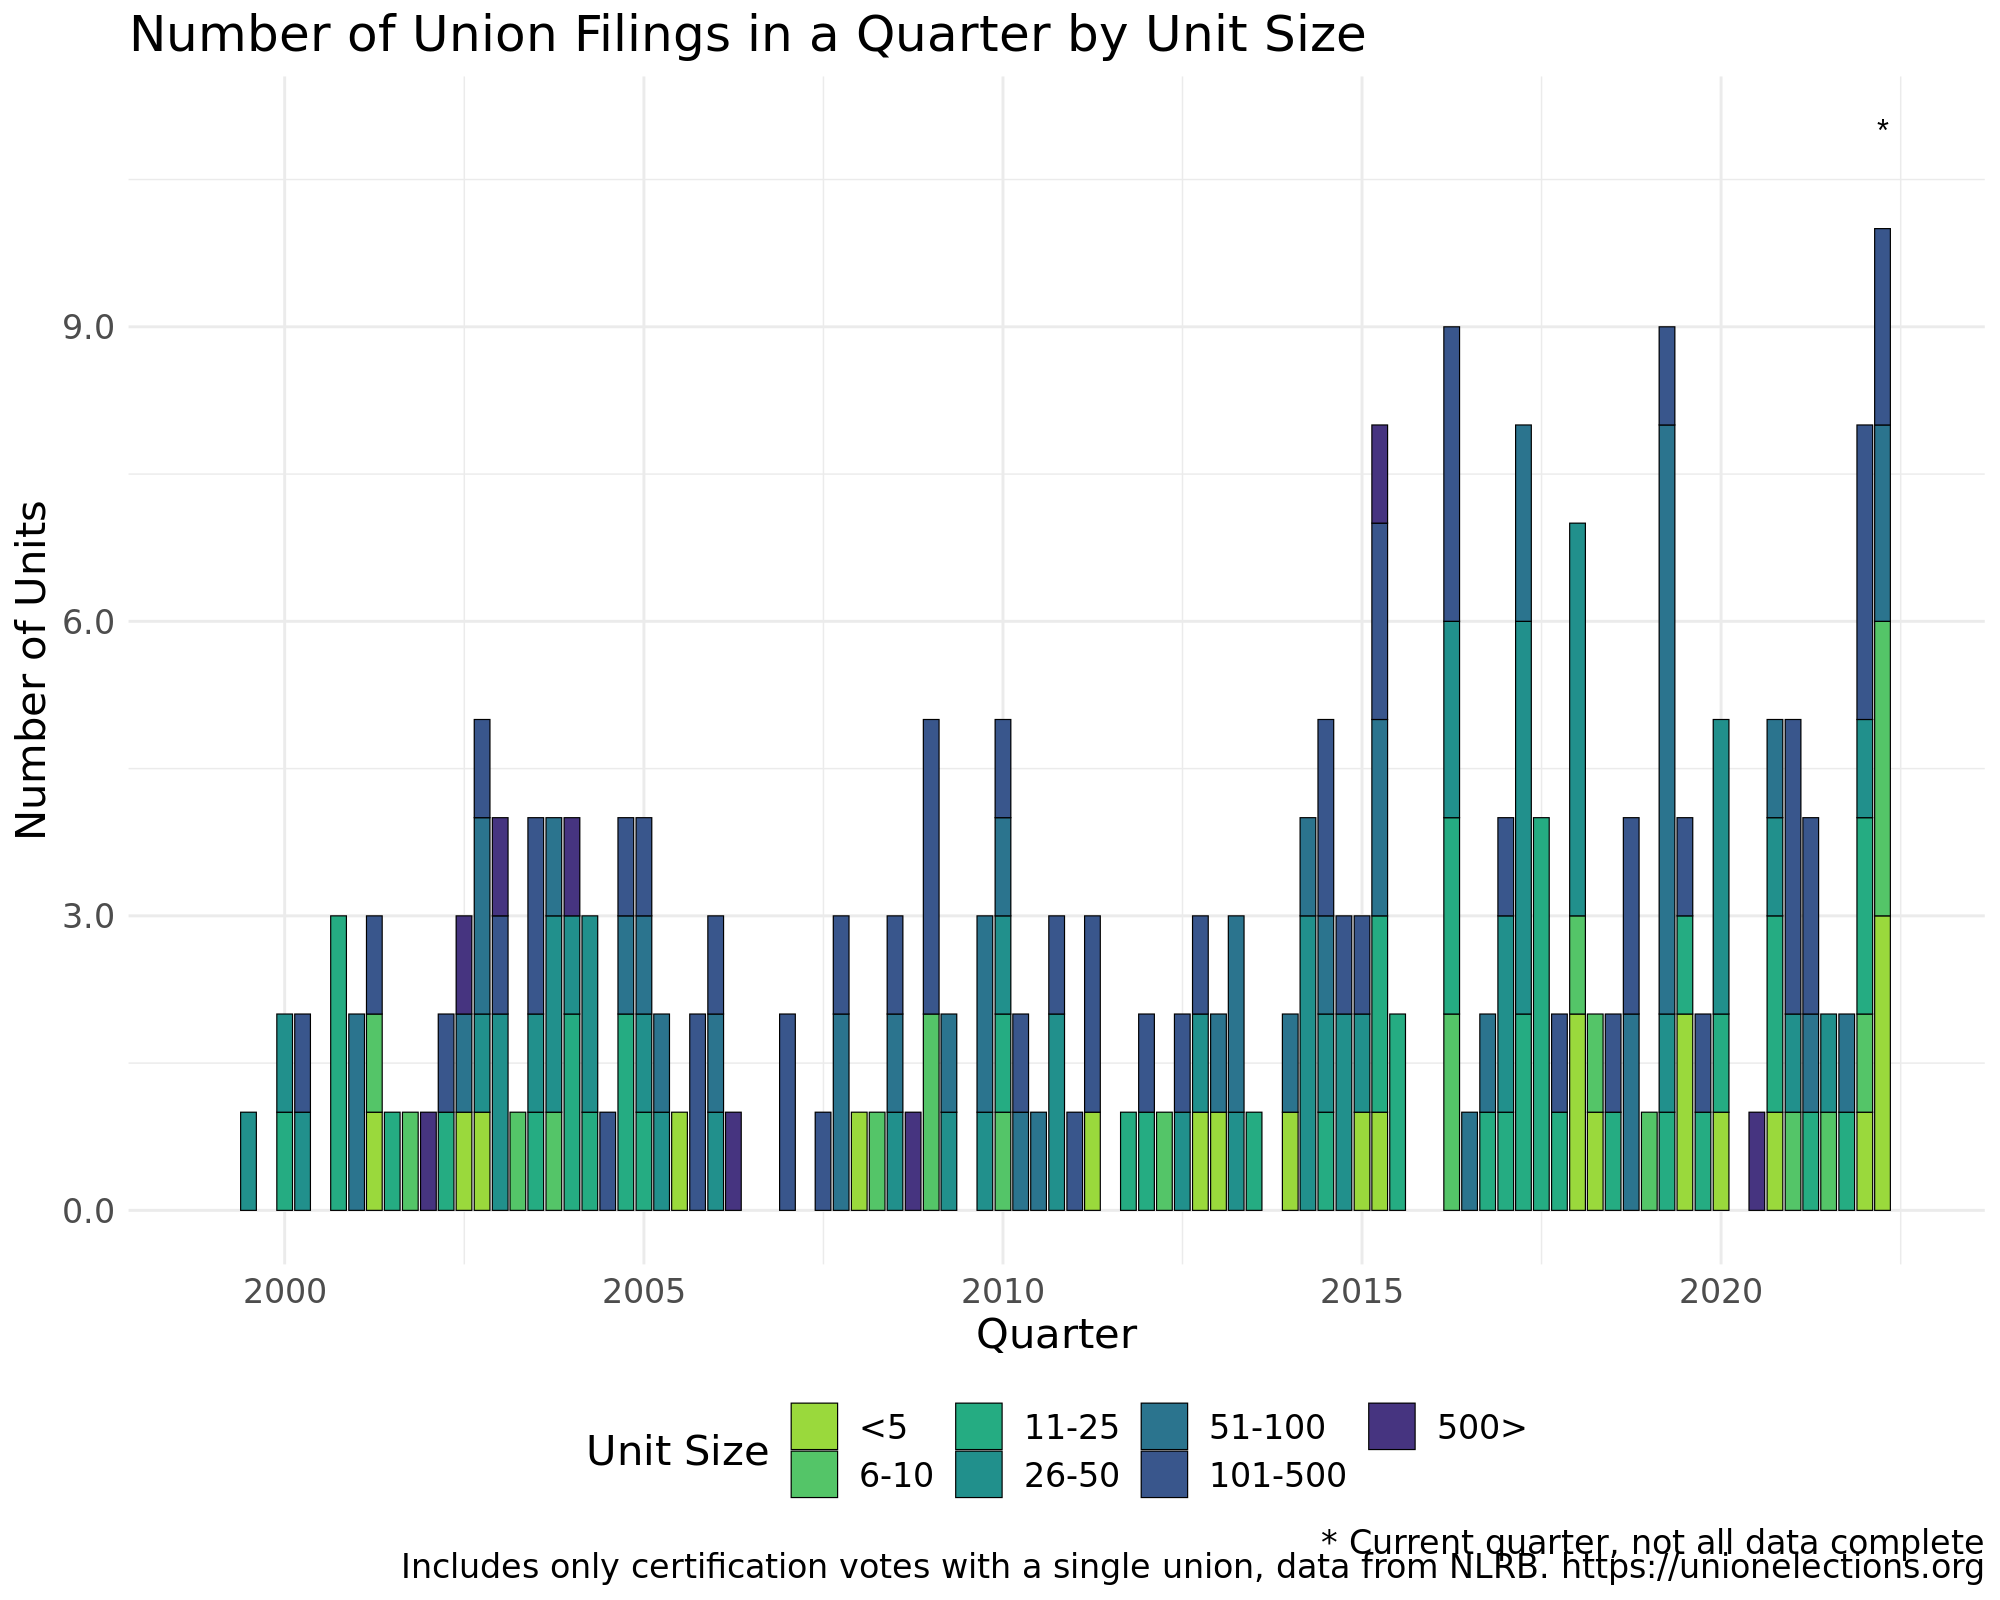 Number of Union Filings in a Quarter by Unit Size
*
Number of Units
9.0
6.0
3.0
0.0
2000 2005 2010 2015 2020
Quarter
Unit Size
<5 11-25 51-100 500>
6-10 26-50 101-500
* Current quarter, not all data complete
Includes only certification votes with a single union, data from NLRB. https://unionelections.org